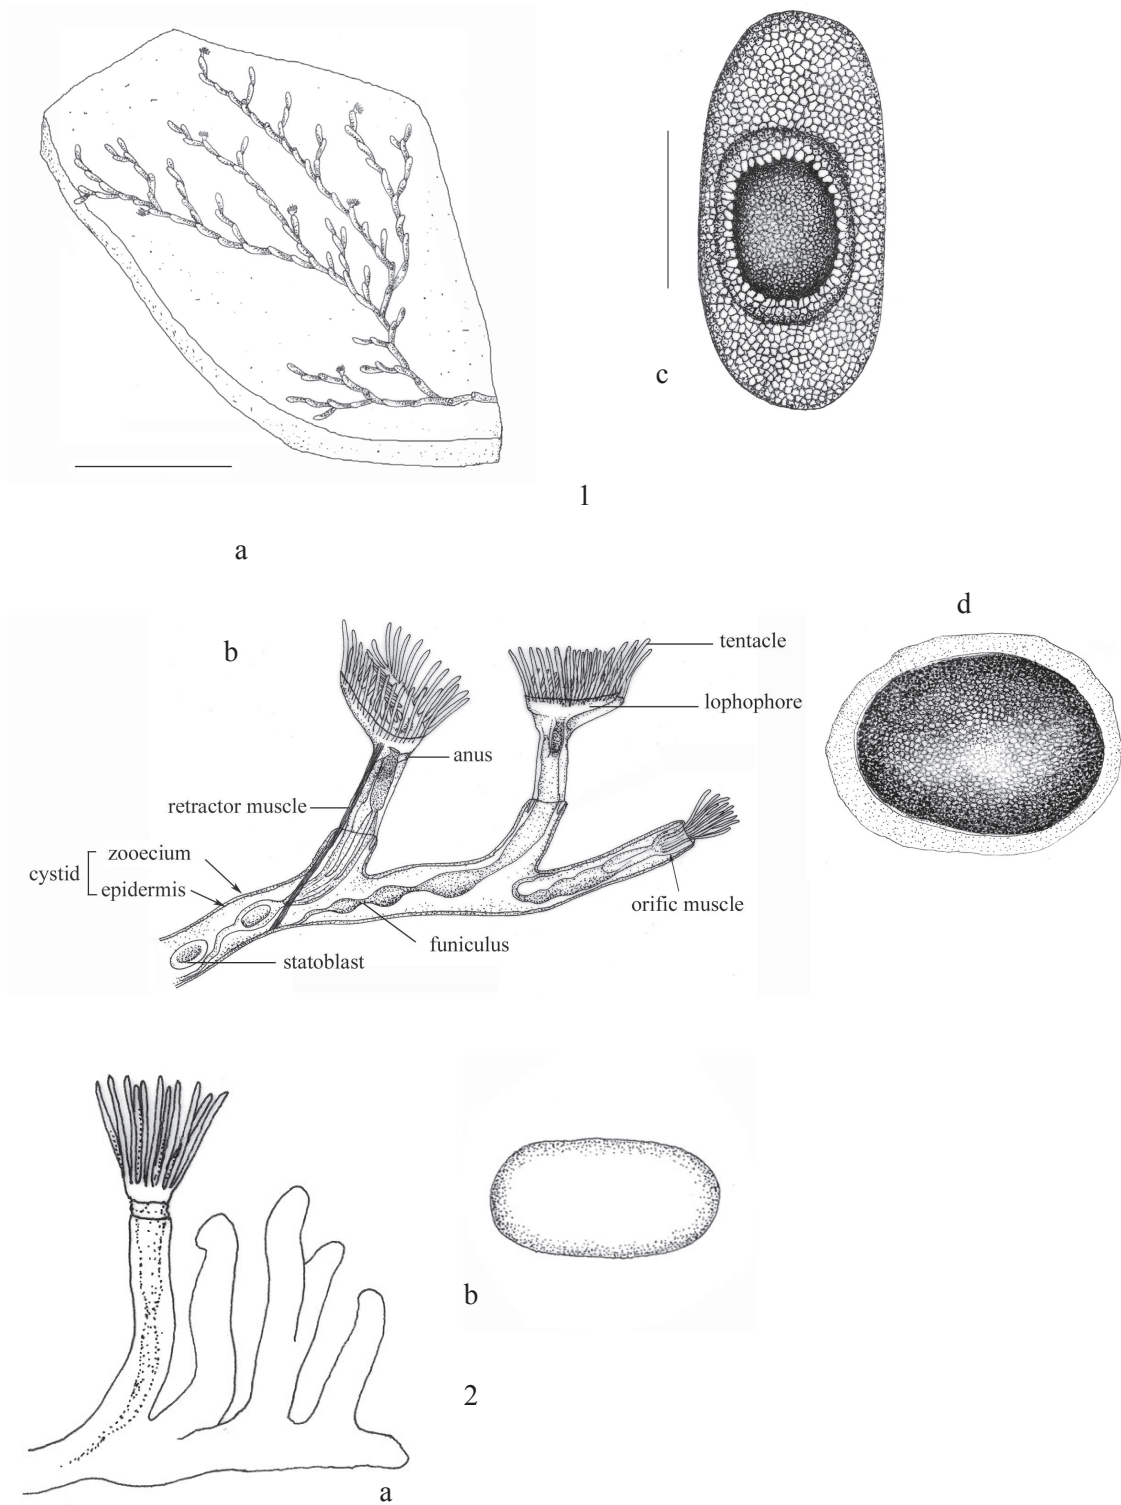 c
1
a
d
b
tentacle
lophophore
anus
retractor muscle
zooecium
cystid
epidermis
orific muscle
funiculus
statoblast
b
2
a